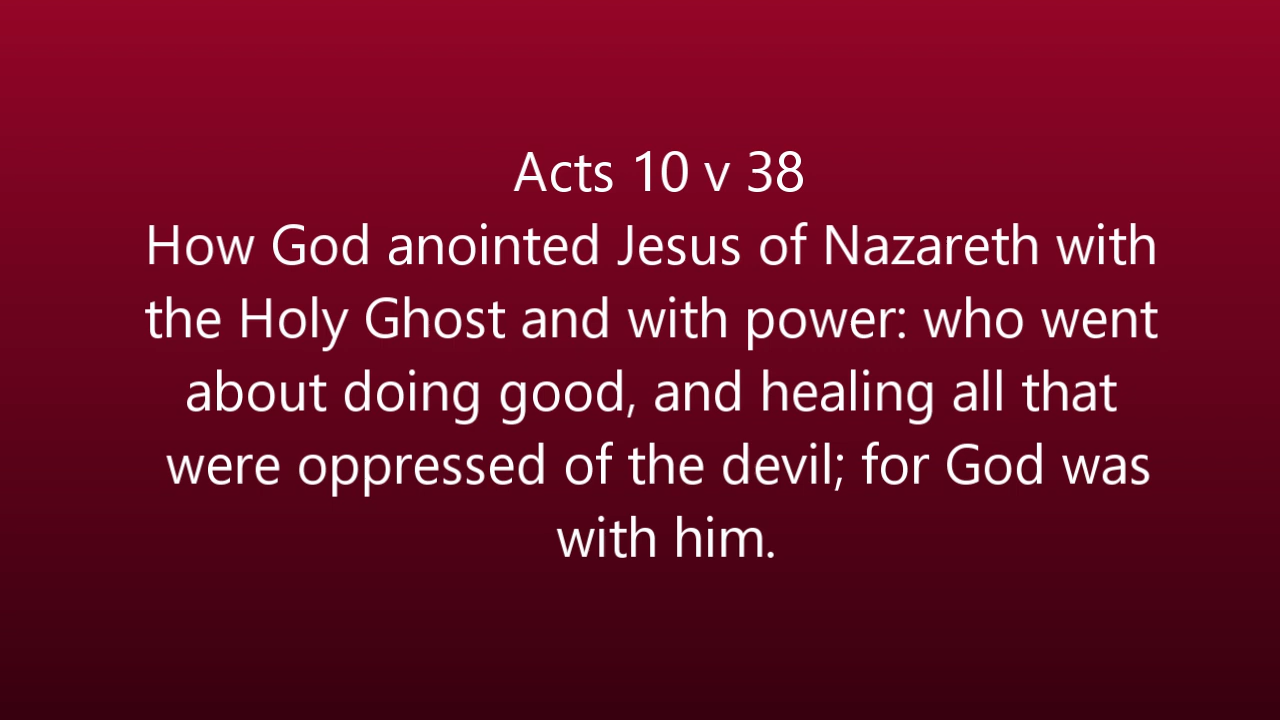 Acts 10 v 38
How God anointed Jesus of Nazareth with
the Holy Ghost and with power: who went
about doing good, and healing all that
were oppressed of the devil; for God was
with him.